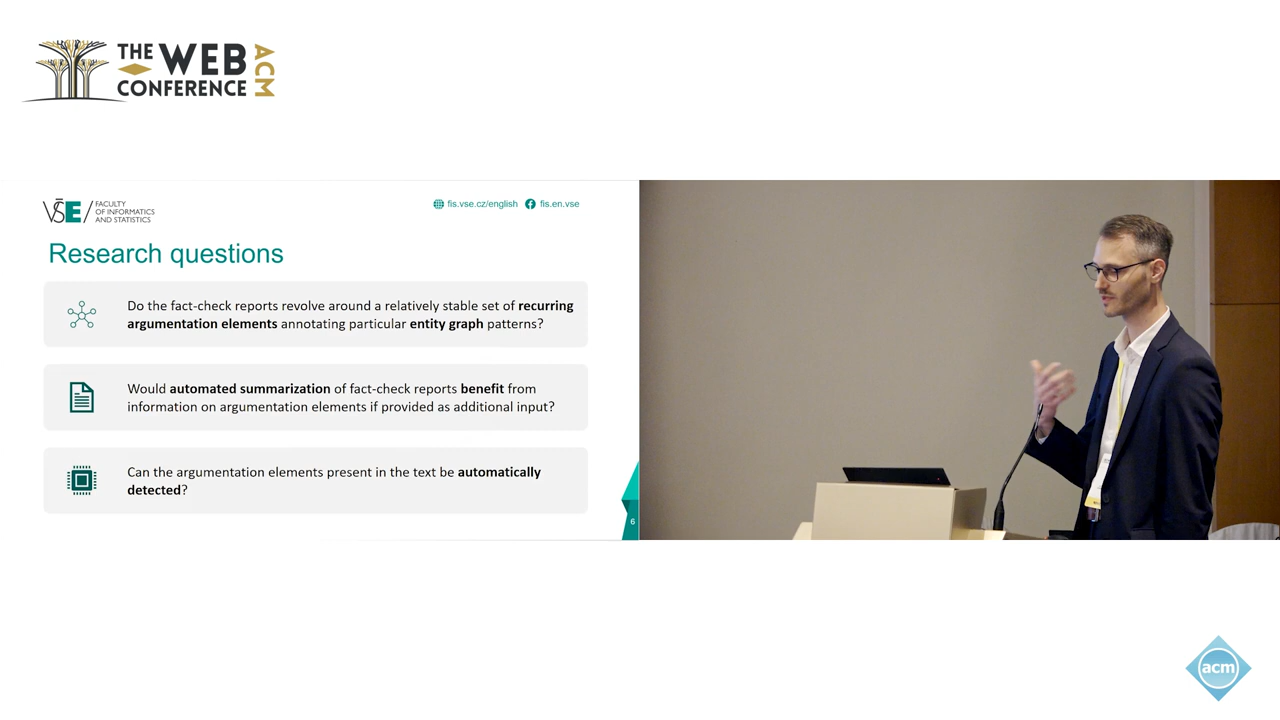 THE WEB
CONFERENCE
ACM
VŠE / FACULTY
OF INFORMATICS
AND STATISTICS
fis.vse.cz/english fis.en.vse
Research questions
Do the fact-check reports revolve around a relatively stable set of recurring
argumentation elements annotating particular entity graph patterns?
Would automated summarization of fact-check reports benefit from
information on argumentation elements if provided as additional input?
Can the argumentation elements present in the text be automatically
detected?
6
acm